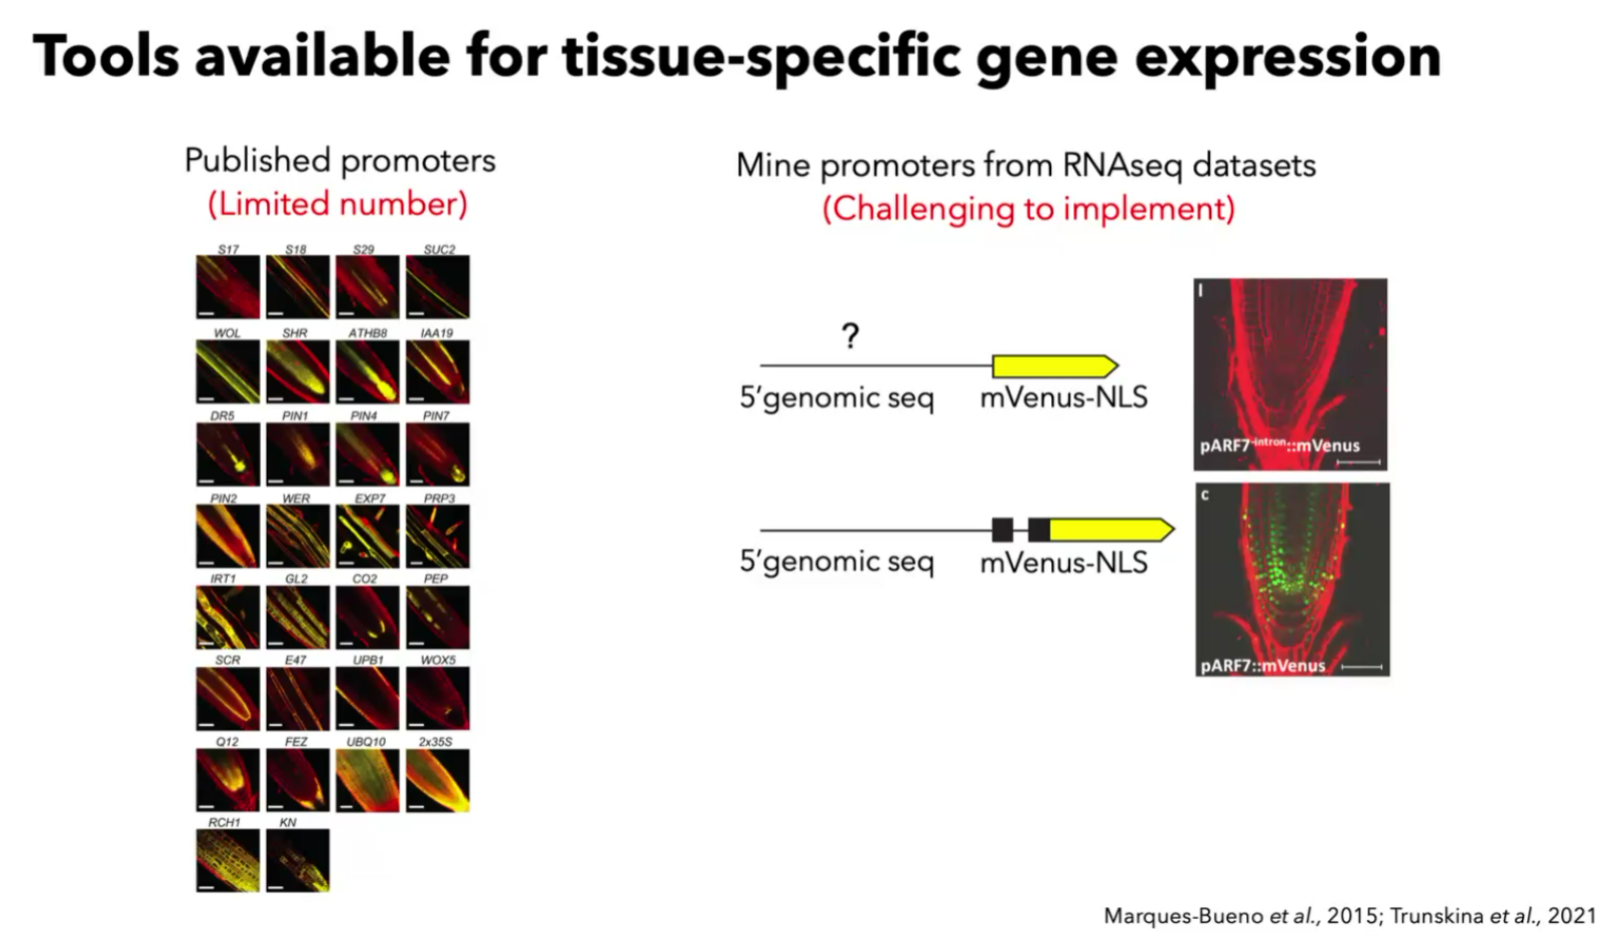 Tools available for tissue-specific gene expression
Published promoters
(Limited number)
S17 S18 S29 SUC2
WOL SHR ATHB8 IAA19
DR5 PIN1 PIN4 PIN7
PIN2 WER EXP7 PRP3
IRT1 GL2 CO2 PEP
SCR E47 UPB1 WOX5
Q12 FEZ UBQ10 2x35S
RCH1 KN
Mine promoters from RNAseq datasets
(Challenging to implement)
?
5'genomic seq mVenus-NLS
I
pARF7-intron::mVenus
5'genomic seq mVenus-NLS
c
pARF7::mVenus
Marques-Bueno et al., 2015; Trunskina et al., 2021